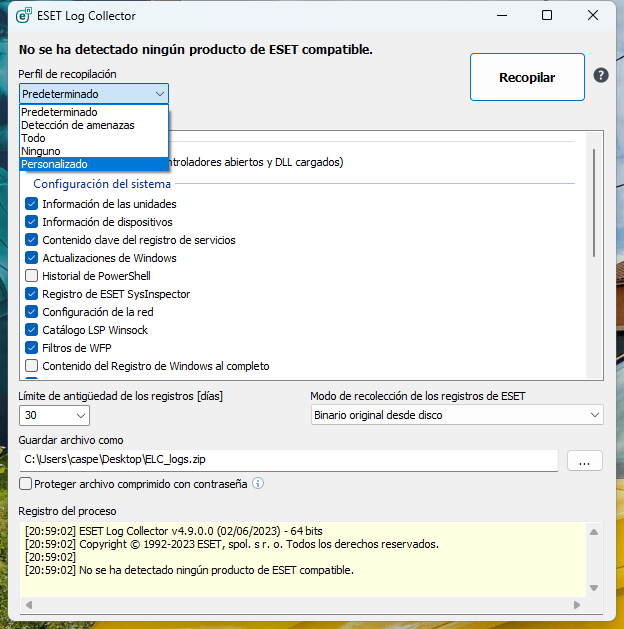 ESET Log Collector
No se ha detectado ningún producto de ESET compatible.
Perfil de recopilación
Recopilar
Predeterminado
Predeterminado
Detección de amenazas
Todo
Ninguno
Personalizado
ntroladores abiertos y DLL cargados)
Configuración del sistema
Información de las unidades
Información de dispositivos
Contenido clave del registro de servicios
Actualizaciones de Windows
Historial de PowerShell
Registro de ESET SysInspector
Configuración de la red
Catálogo LSP Winsock
Filtros de WFP
Contenido del Registro de Windows al completo
Límite de antigüedad de los registros [días]
Modo de recolección de los registros de ESET
30
Binario original desde disco
Guardar archivo como
C:\Users\caspe\Desktop\ELC_logs.zip
...
Proteger archivo comprimido con contraseña
Registro del proceso
[20:59:02] ESET Log Collector v4.9.0.0 (02/06/2023) - 64 bits
[20:59:02] Copyright © 1992-2023 ESET, spol. s r. o. Todos los derechos reservados.
[20:59:02]
[20:59:02] No se ha detectado ningún producto de ESET compatible.